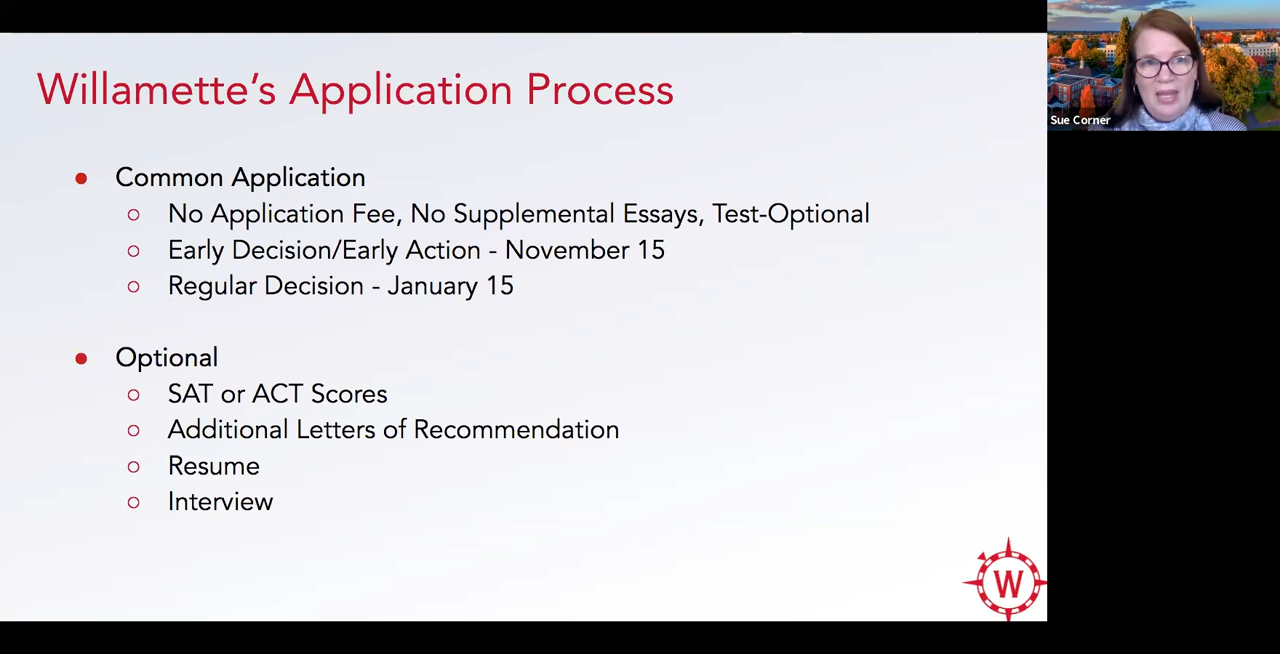 Willamette's Application Process
Common Application
No Application Fee, No Supplemental Essays, Test-Optional
Early Decision/Early Action - November 15
Regular Decision - January 15
Optional
SAT or ACT Scores
Additional Letters of Recommendation
Resume
Interview
W
Sue Corner